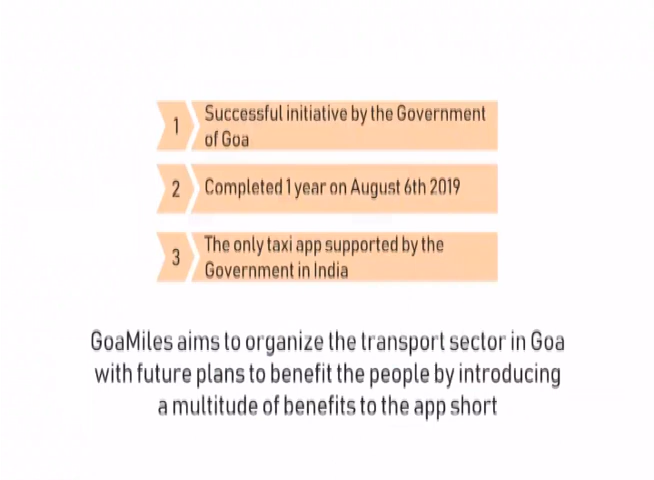 1
Successful initiative by the Government
of Goa
2
Completed 1 year on August 6th 2019
3
The only taxi app supported by the
Government in India
GoaMiles aims to organize the transport sector in Goa
with future plans to benefit the people by introducing
a multitude of benefits to the app short